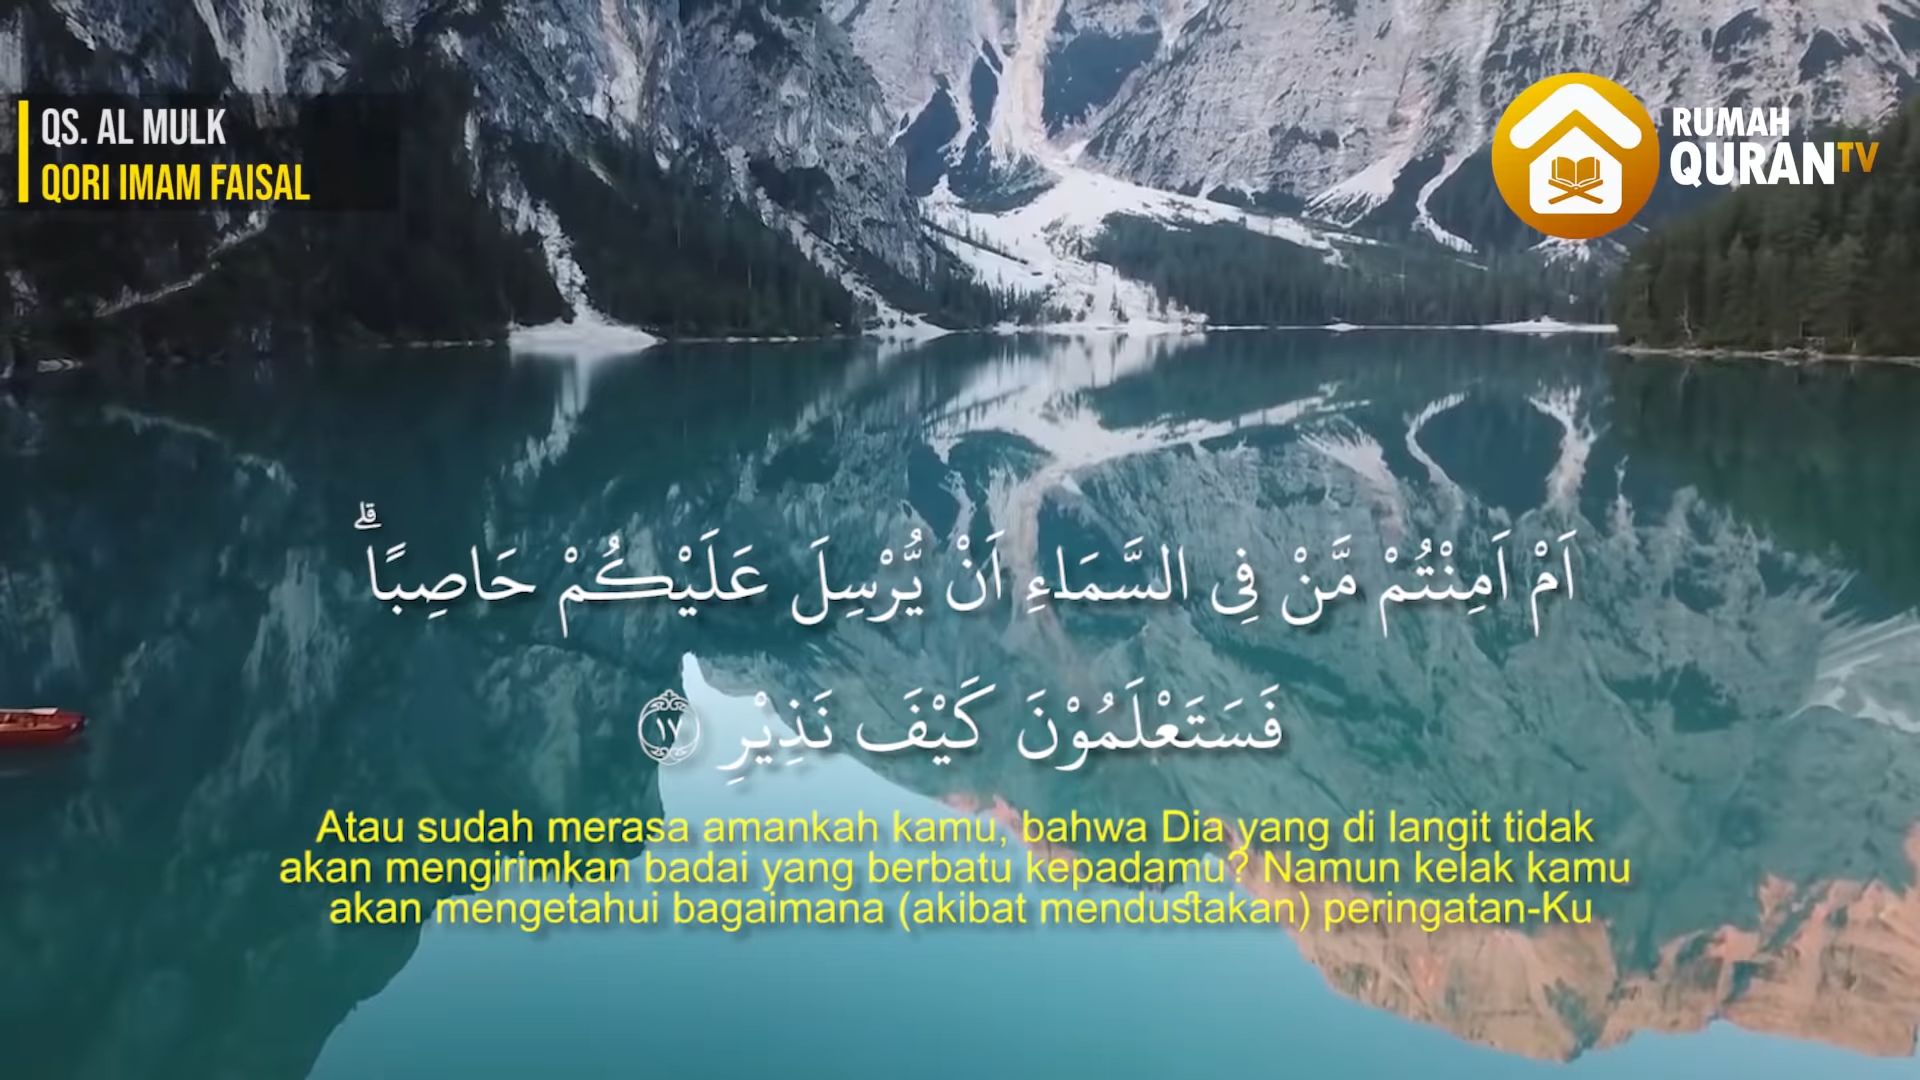 QS. AL MULK
QORI IMAM FAISAL
RUMAH
QURANTV
اَمْ اَمِنْتُمْ مَّنْ فِى السَّمَاۤءِ اَنْ يُّرْسِلَ عَلَيْكُمْ حَاصِبًاۗ
فَسَتَعْلَمُوْنَ كَيْفَ نَذِيْرِ ١٧
Atau sudah merasa amankah kamu, bahwa Dia yang di langit tidak
akan mengirimkan badai yang berbatu kepadamu? Namun kelak kamu
akan mengetahui bagaimana (akibat mendustakan) peringatan-Ku